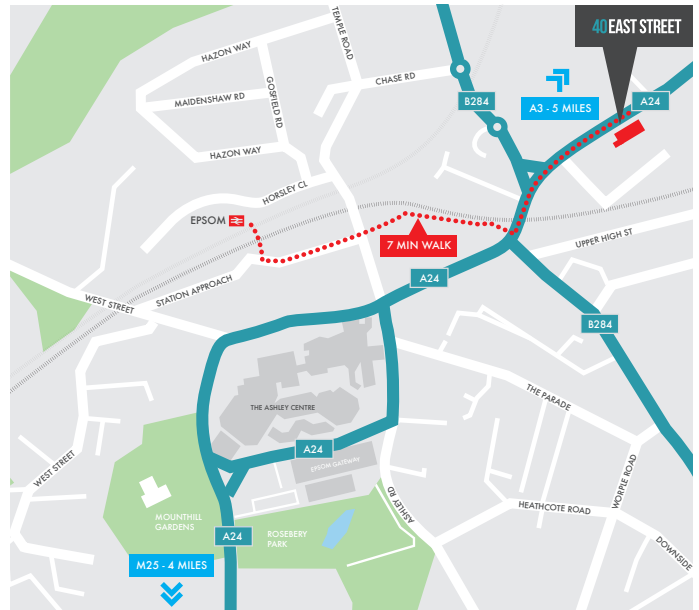 40 EAST STREET
TEMPLE ROAD
HAZON WAY
GOSFIELD RD
CHASE RD
MAIDENSHAW RD
B284
A3 - 5 MILES
A24
HAZON WAY
HORSLEY CL
EPSOM
7 MIN WALK
UPPER HIGH ST
STATION APPROACH
A24
WEST STREET
B284
THE PARADE
THE ASHLEY CENTRE
A24
EPSOM GATEWAY
WEST STREET
ASHLEY RD
WORPLE ROAD
HEATHCOTE ROAD
MOUNTHILL
GARDENS
A24
ROSEBERY
PARK
DOWNSIDE
M25 - 4 MILES